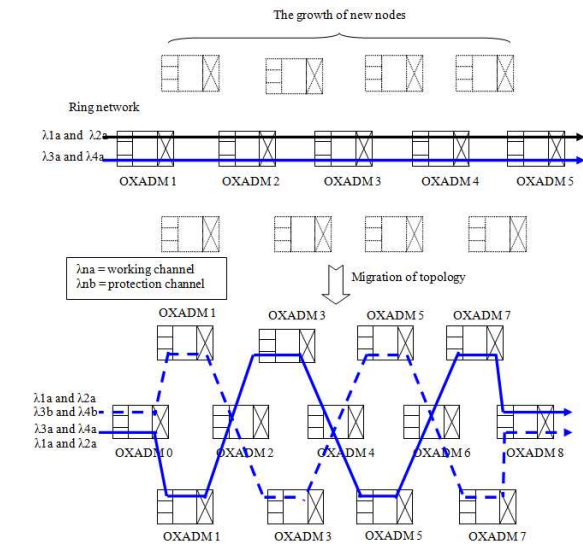 The growth of new nodes
Ring network
λ1a and λ2a
λ3a and λ4a
OXADM 1 OXADM 2 OXADM 3 OXADM 4 OXADM 5
λna = working channel
λnb = protection channel
Migration of topology
OXADM 1 OXADM 3 OXADM 5 OXADM 7
λ1a and λ2a
λ3b and λ4b
λ3a and λ4a
λ1a and λ2a
OXADM 0 OXADM 2 OXADM 4 OXADM 6 OXADM 8
OXADM 1 OXADM 3 OXADM 5 OXADM 7